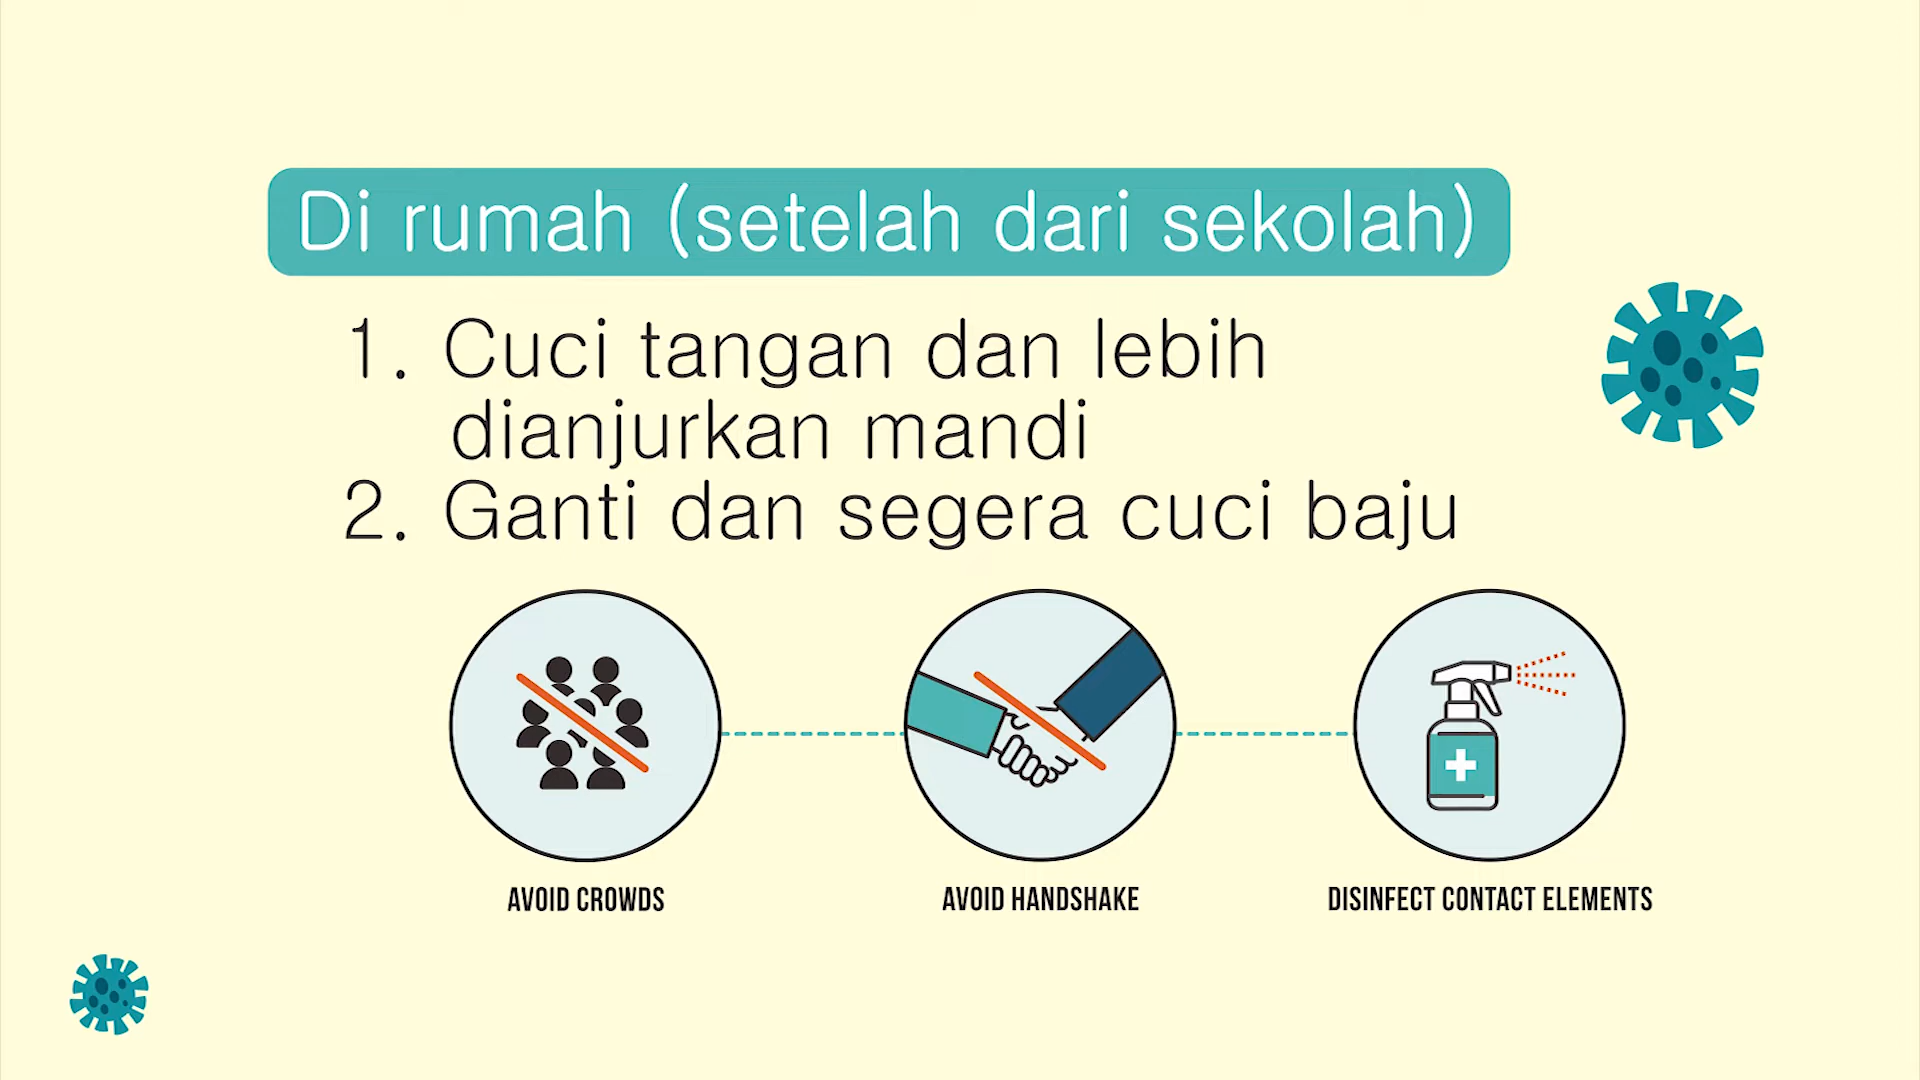 Di rumah (setelah dari sekolah)
1. Cuci tangan dan lebih
dianjurkan mandi
2. Ganti dan segera cuci baju
AVOID CROWDS
AVOID HANDSHAKE
DISINFECT CONTACT ELEMENTS